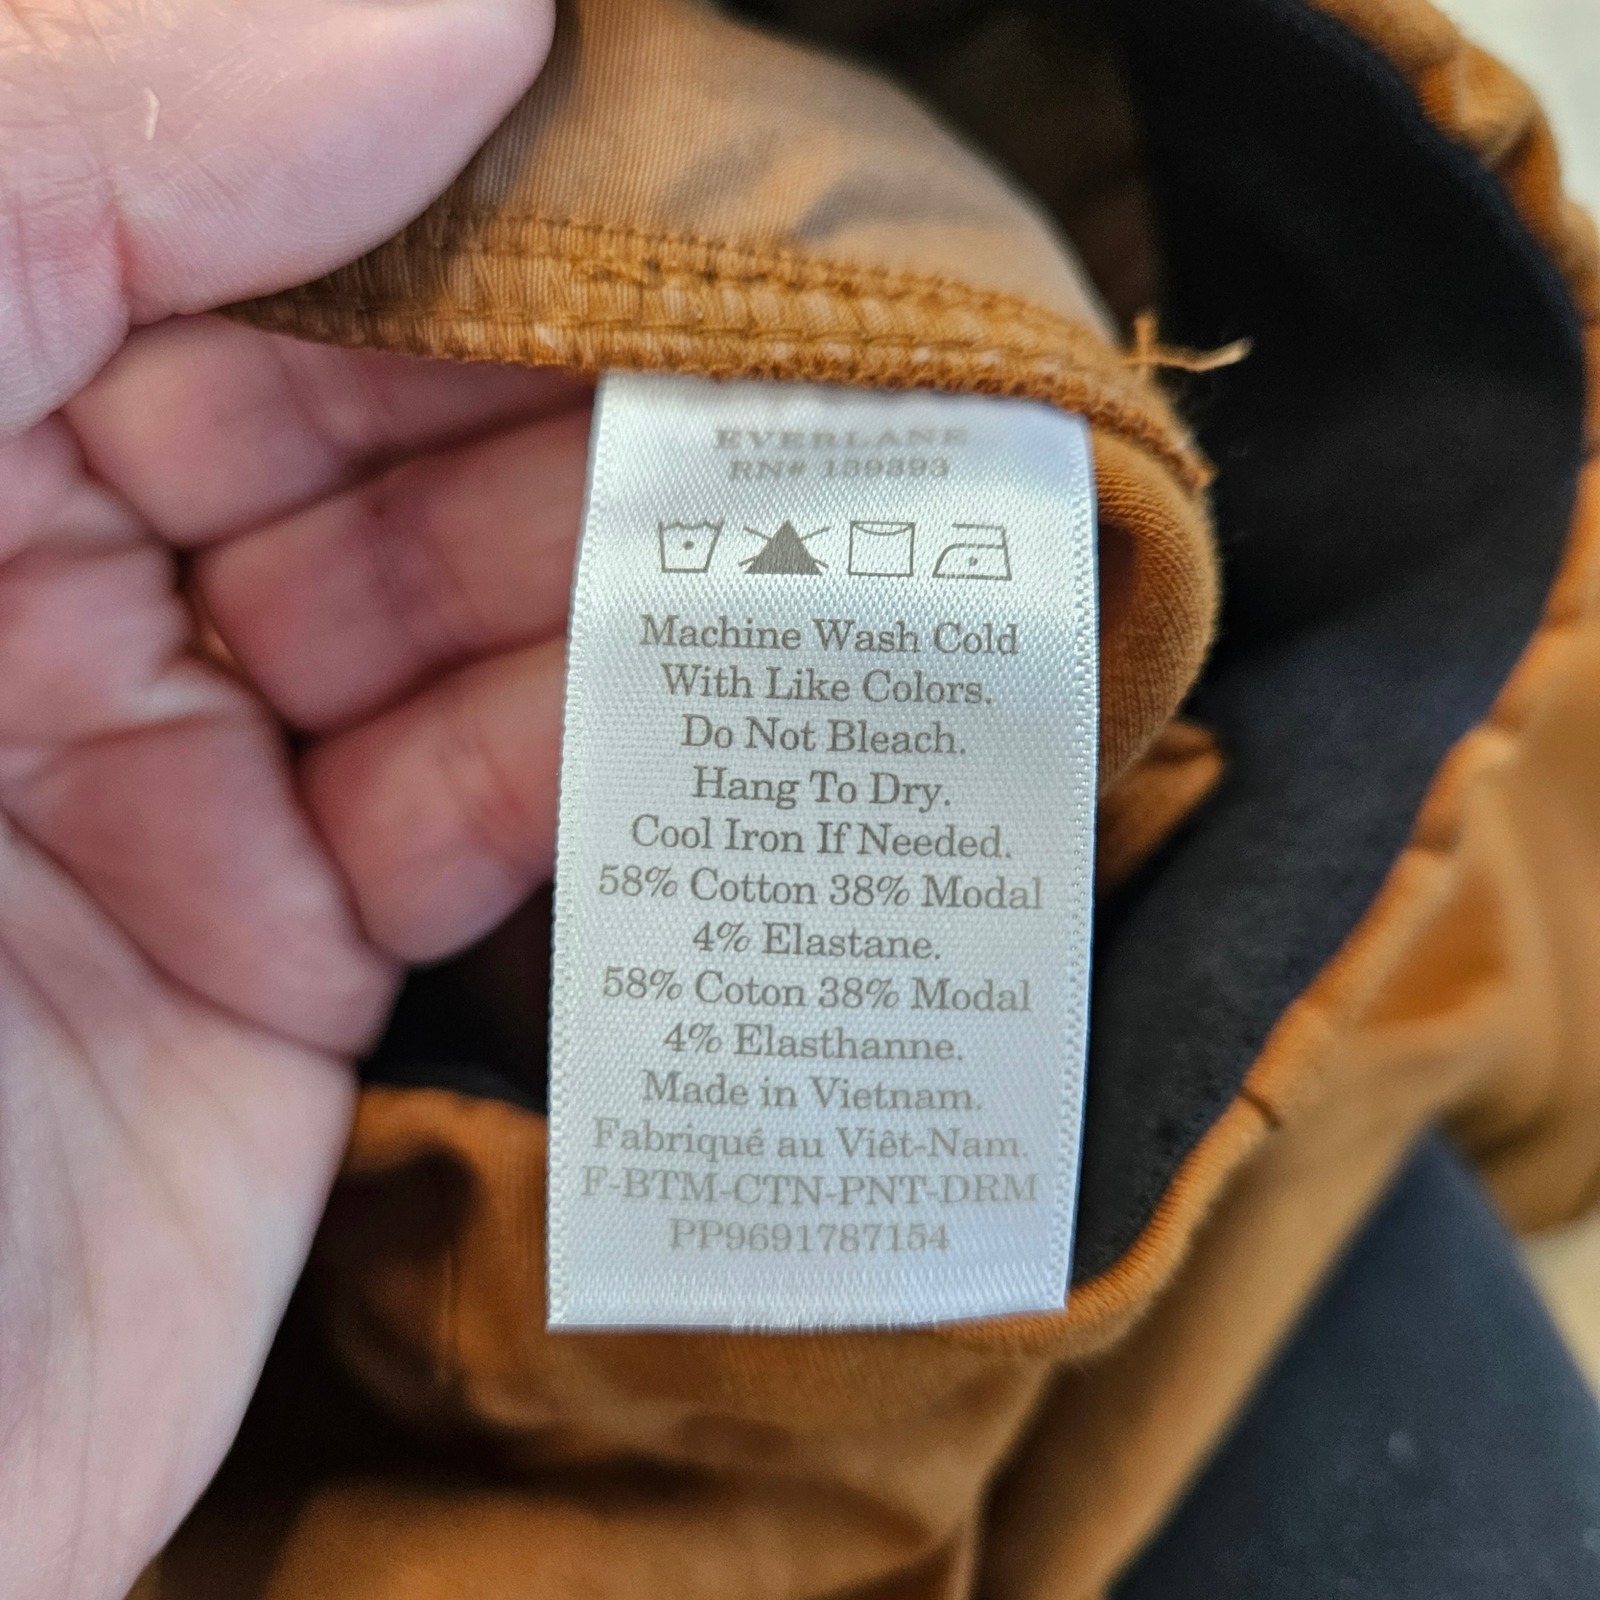 EVERLANE
RN# 139393
Machine Wash Cold
With Like Colors.
Do Not Bleach.
Hang To Dry.
Cool Iron If Needed.
58% Cotton 38% Modal
4% Elastane.
58% Coton 38% Modal
4% Elasthanne.
Made in Vietnam.
Fabriqué au Viêt-Nam.
F-BTM-CTN-PNT-DRM
PP9691787154